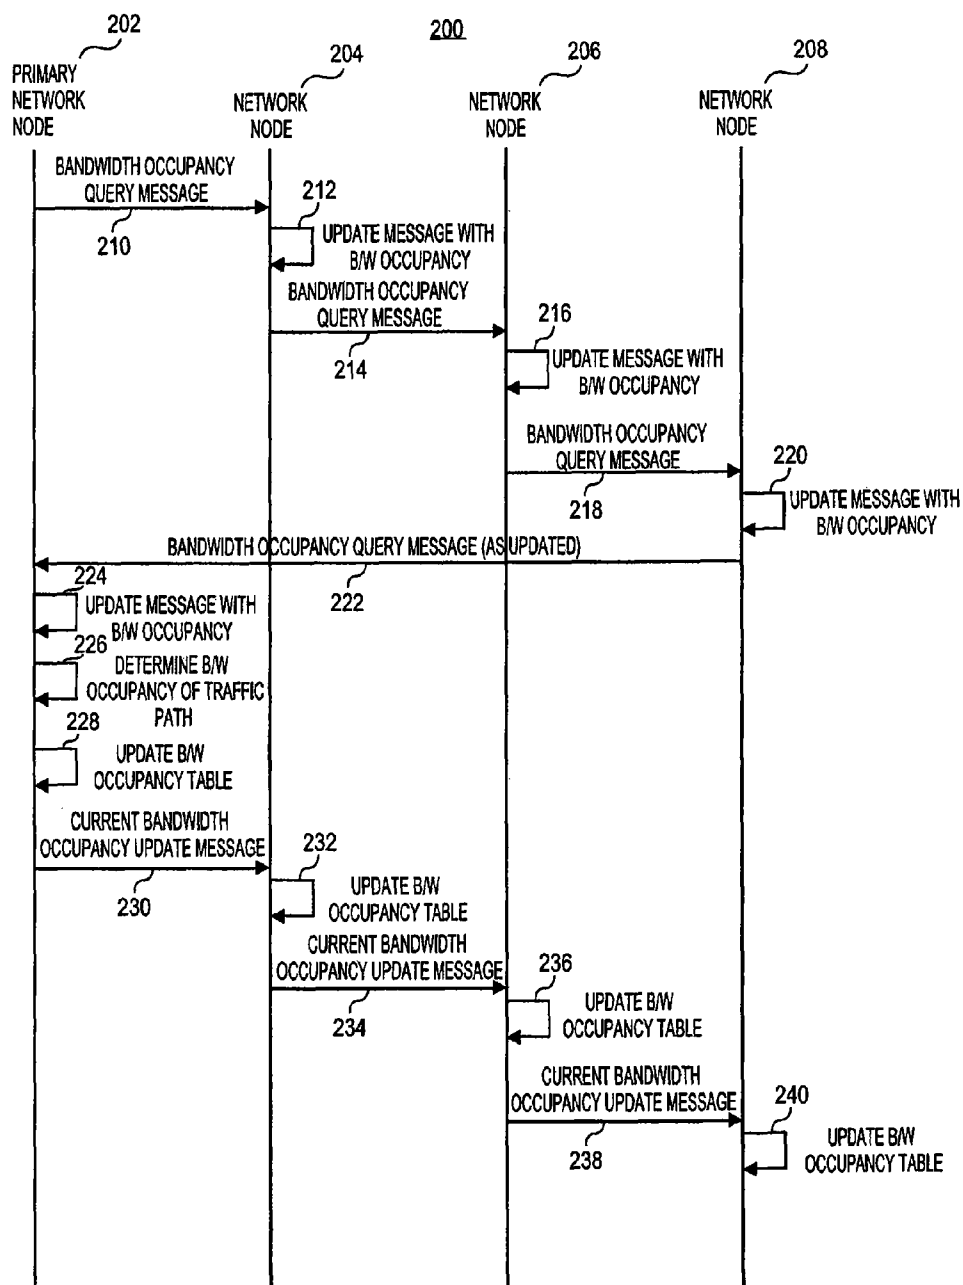 200
202
PRIMARY
NETWORK
NODE
204
NETWORK
NODE
206
NETWORK
NODE
208
NETWORK
NODE
BANDWIDTH OCCUPANCY
QUERY MESSAGE
210
212
UPDATE MESSAGE WITH
B/W OCCUPANCY
BANDWIDTH OCCUPANCY
QUERY MESSAGE
214
216
UPDATE MESSAGE WITH
B/W OCCUPANCY
BANDWIDTH OCCUPANCY
QUERY MESSAGE
218
220
UPDATE MESSAGE WITH
B/W OCCUPANCY
BANDWIDTH OCCUPANCY QUERY MESSAGE (AS UPDATED)
222
224
UPDATE MESSAGE WITH
B/W OCCUPANCY
226
DETERMINE B/W
OCCUPANCY OF TRAFFIC
PATH
228
UPDATE B/W
OCCUPANCY TABLE
CURRENT BANDWIDTH
OCCUPANCY UPDATE MESSAGE
230
232
UPDATE B/W
OCCUPANCY TABLE
CURRENT BANDWIDTH
OCCUPANCY UPDATE MESSAGE
234
236
UPDATE B/W
OCCUPANCY TABLE
CURRENT BANDWIDTH
OCCUPANCY UPDATE MESSAGE
238
240
UPDATE B/W
OCCUPANCY TABLE